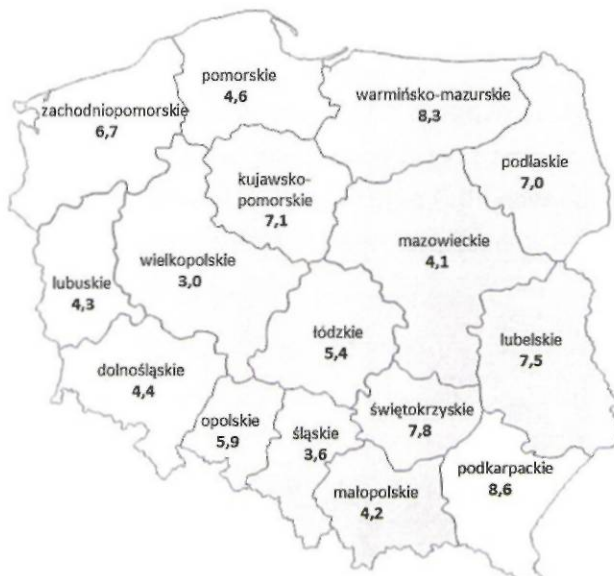 pomorskie
4,6
warmińsko-mazurskie
8,3
zachodniopomorskie
6,7
podlaskie
7,0
kujawsko-
pomorskie
7,1
mazowieckie
4,1
wielkopolskie
3,0
lubuskie
4,3
łódzkie
5,4
lubelskie
7,5
dolnośląskie
4,4
opolskie
5,9
śląskie
3,6
świętokrzyskie
7,8
podkarpackie
8,6
małopolskie
4,2